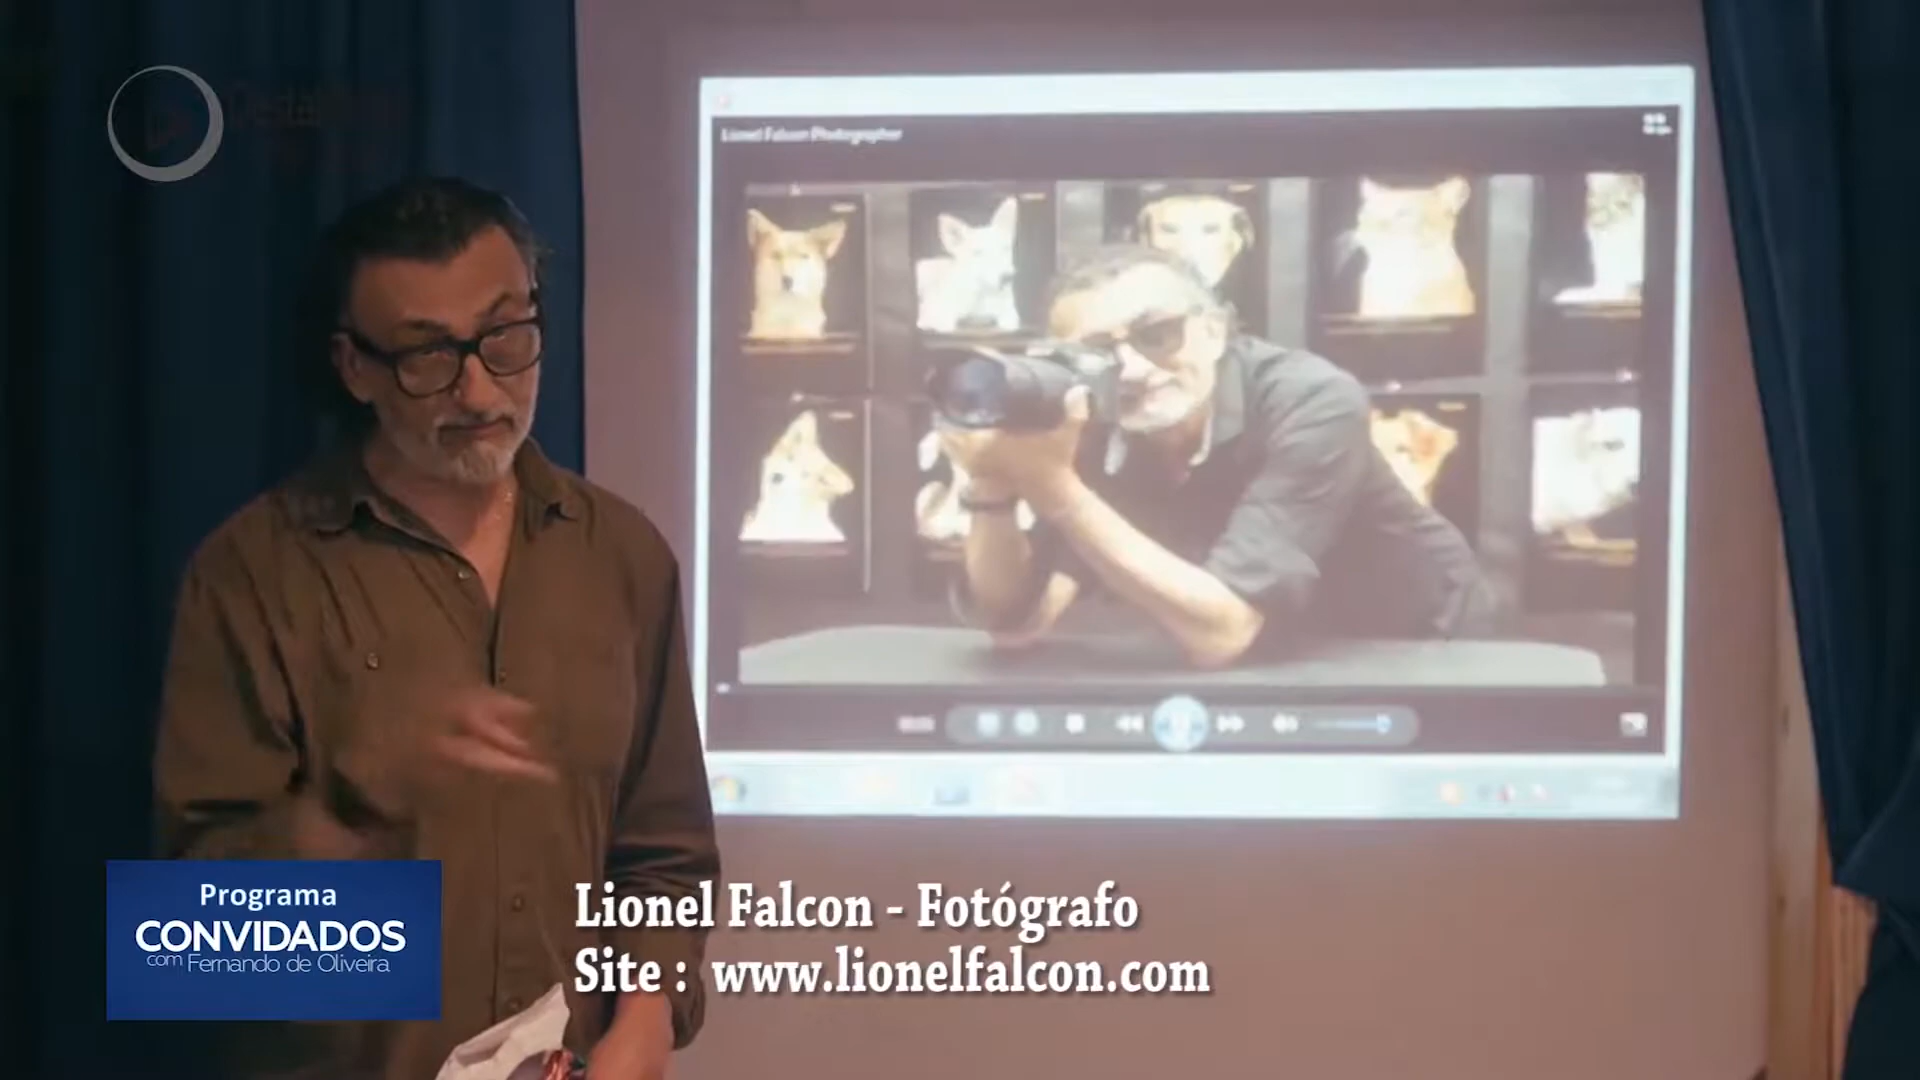 Lionel Falcon Photographer
Programa
CONVIDADOS
com Fernando de Oliveira
Lionel Falcon - Fotógrafo
Site : www.lionelfalcon.com